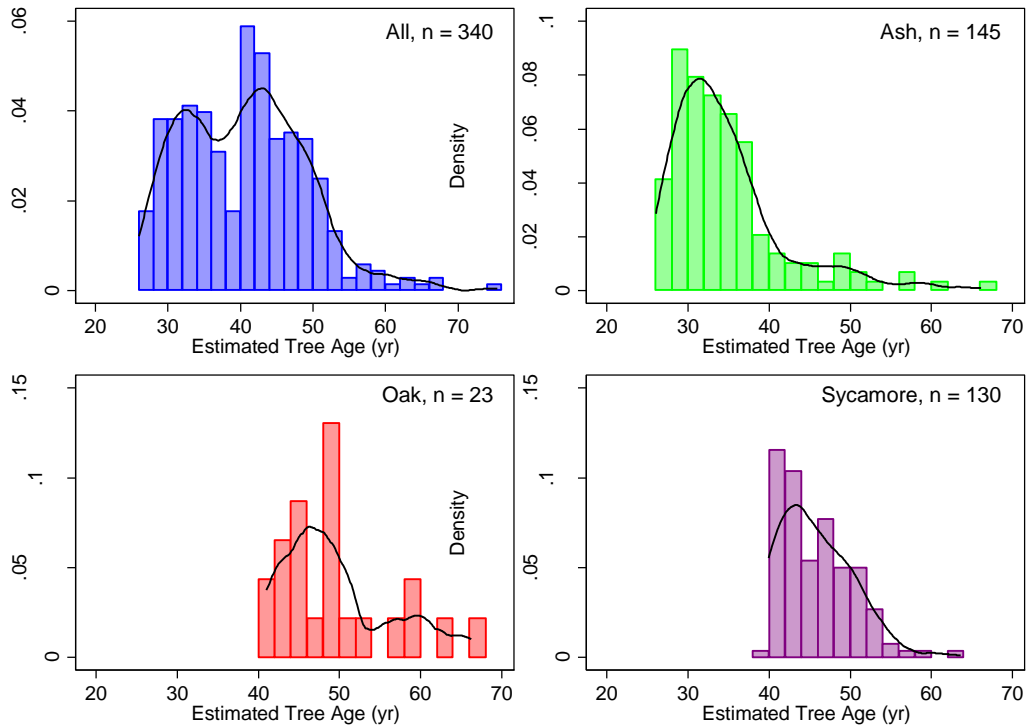 All, n = 340
.06
.04
.02
0
20 30 40 50 60 70
Estimated Tree Age (yr)
Ash, n = 145
Density
.1
.08
.06
.04
.02
0
20 30 40 50 60 70
Estimated Tree Age (yr)
Oak, n = 23
.15
.1
.05
0
20 30 40 50 60 70
Estimated Tree Age (yr)
Sycamore, n = 130
Density
.15
.1
.05
0
20 30 40 50 60 70
Estimated Tree Age (yr)